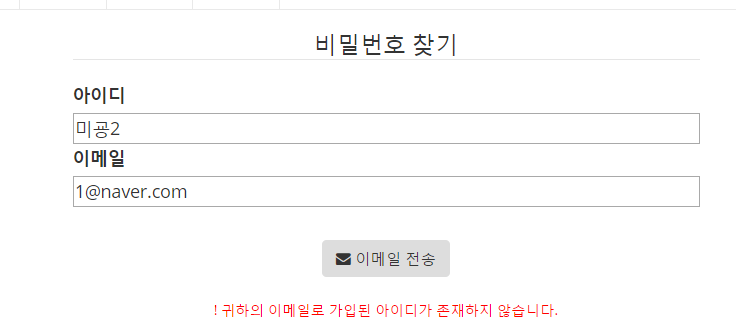 비밀번호 찾기
아이디
미굥2
이메일
1@naver.com
이메일 전송
! 귀하의 이메일로 가입된 아이디가 존재하지 않습니다.